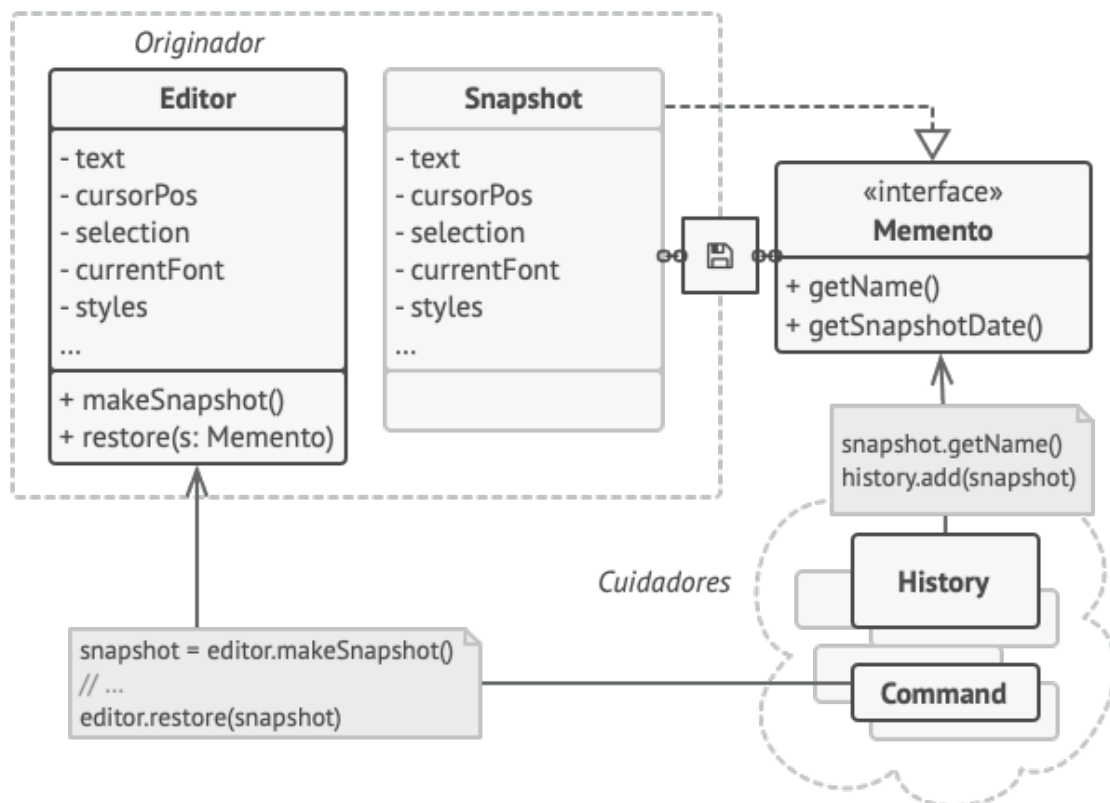 Originador
Editor
- text
- cursorPos
- selection
- currentFont
- styles
...
+ makeSnapshot()
+ restore(s: Memento)
Snapshot
- text
- cursorPos
- selection
- currentFont
- styles
...
«interface»
Memento
+ getName()
+ getSnapshotDate()
snapshot.getName()
history.add(snapshot)
Cuidadores
History
Command
snapshot = editor.makeSnapshot()
// ...
editor.restore(snapshot)